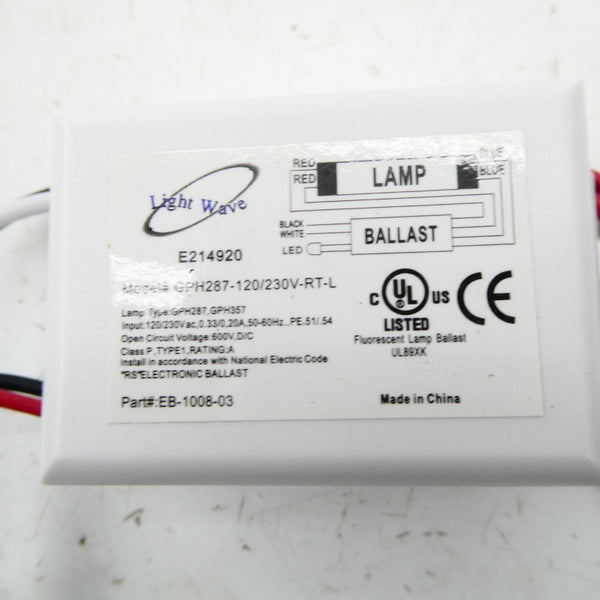 Light Wave
E214920
Model# GPH287-120/230V-RT-L
Lamp Type:GPH287,GPH357
Input:120/230Vac,0.33/0,20A,50-60Hz...PE.51/.54
Open Circuit Voltage:600V,D/C
Class P,TYPE1,RATING:A
Install in accordance with National Electric Code
"RS"ELECTRONIC BALLAST
Part#:EB-1008-03
RED
RED
LAMP
BLUE
BLUE
BLACK
WHITE
LED
BALLAST
C UL US CE
LISTED
Fluorescent Lamp Ballast
UL89XK
Made in China